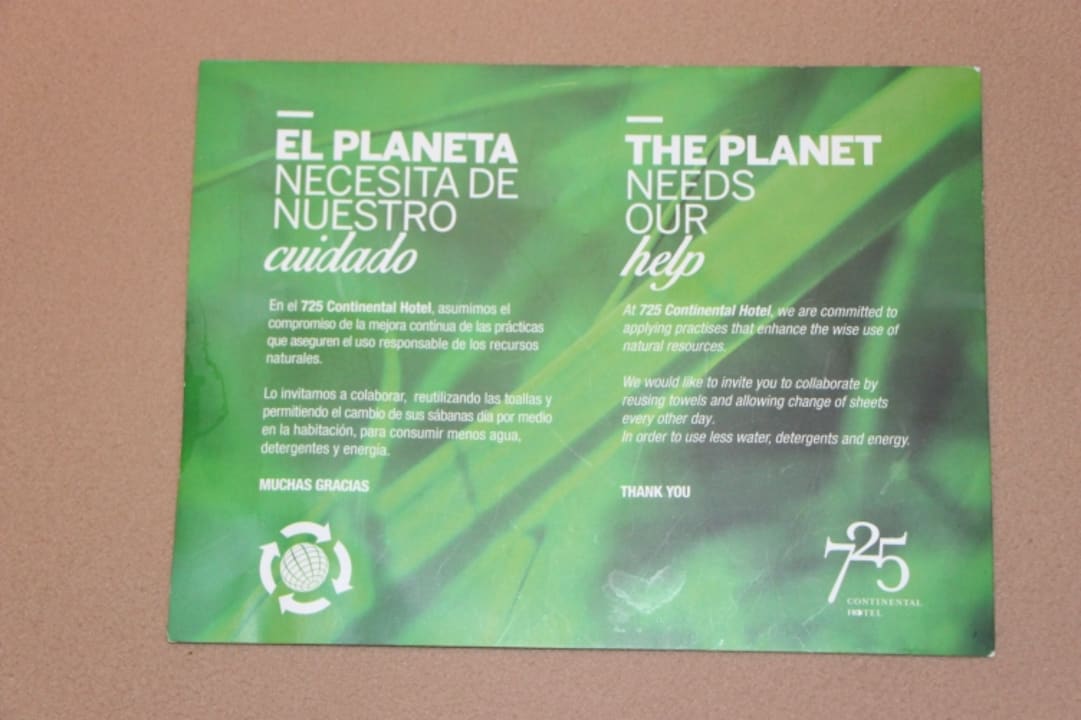 EL PLANETA
NECESITA DE
NUESTRO
cuidado
En el 725 Continental Hotel, asumimos el
compromiso de la mejora continua de las prácticas
que aseguren el uso responsable de los recursos
naturales.
Lo invitamos a colaborar, reutilizando las toallas y
permitiendo el cambio de sus sábanas día por medio
en la habitación, para consumir menos agua,
detergentes y energía.
MUCHAS GRACIAS
THE PLANET
NEEDS
OUR
help
At 725 Continental Hotel, we are committed to
applying practises that enhance the wise use of
natural resources.
We would like to invite you to collaborate by
reusing towels and allowing change of sheets
every other day.
In order to use less water, detergents and energy.
THANK YOU
725
CONTINENTAL
HOTEL